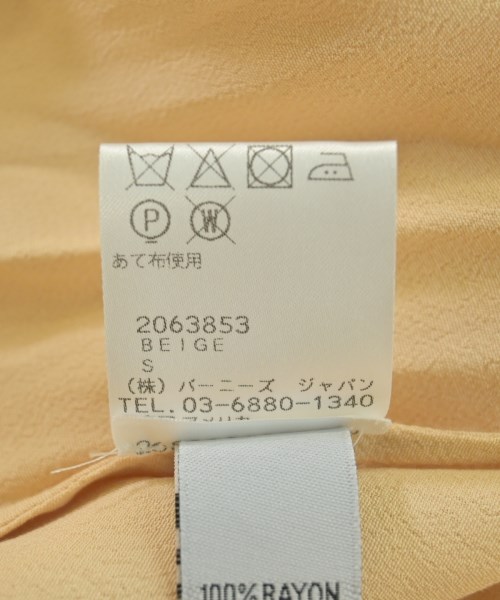 P
W
あて布使用
2063853
BEIGE
S
(株) バーニーズ ジャパン
TEL. 03-6880-1340
100%RAYON